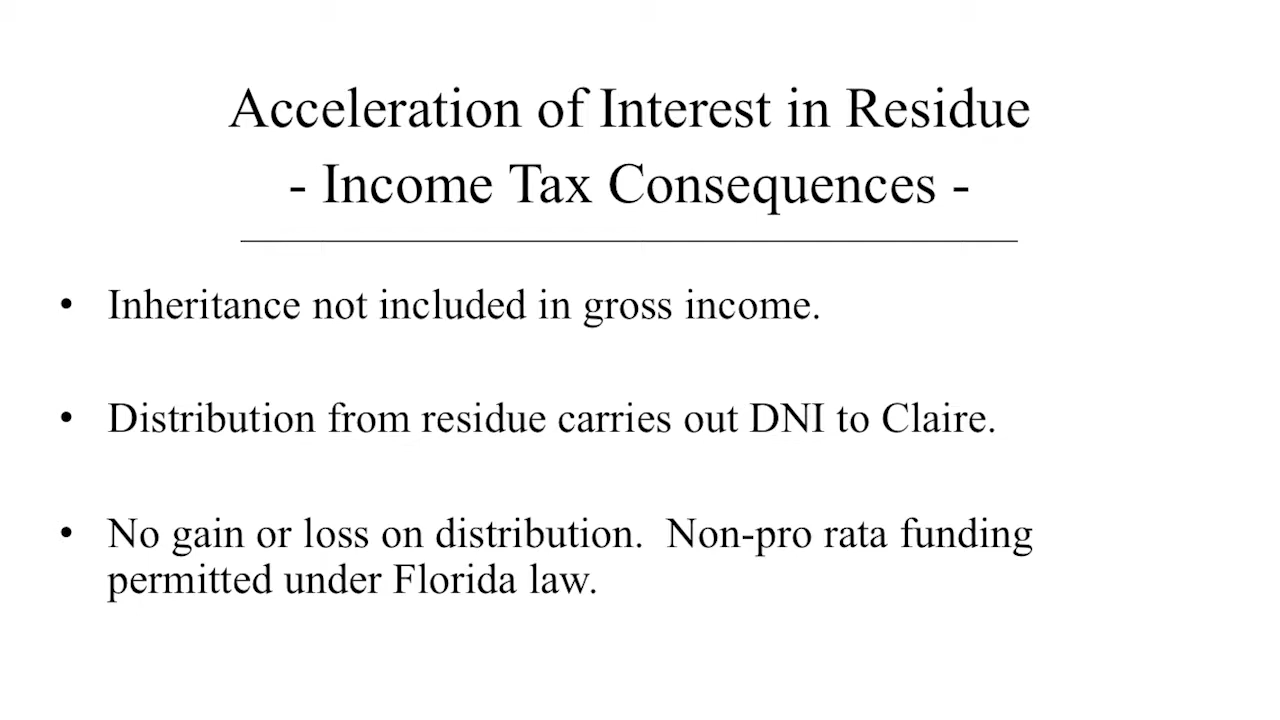 Acceleration of Interest in Residue
- Income Tax Consequences -
• Inheritance not included in gross income.
• Distribution from residue carries out DNI to Claire.
• No gain or loss on distribution.  Non-pro rata funding
permitted under Florida law.